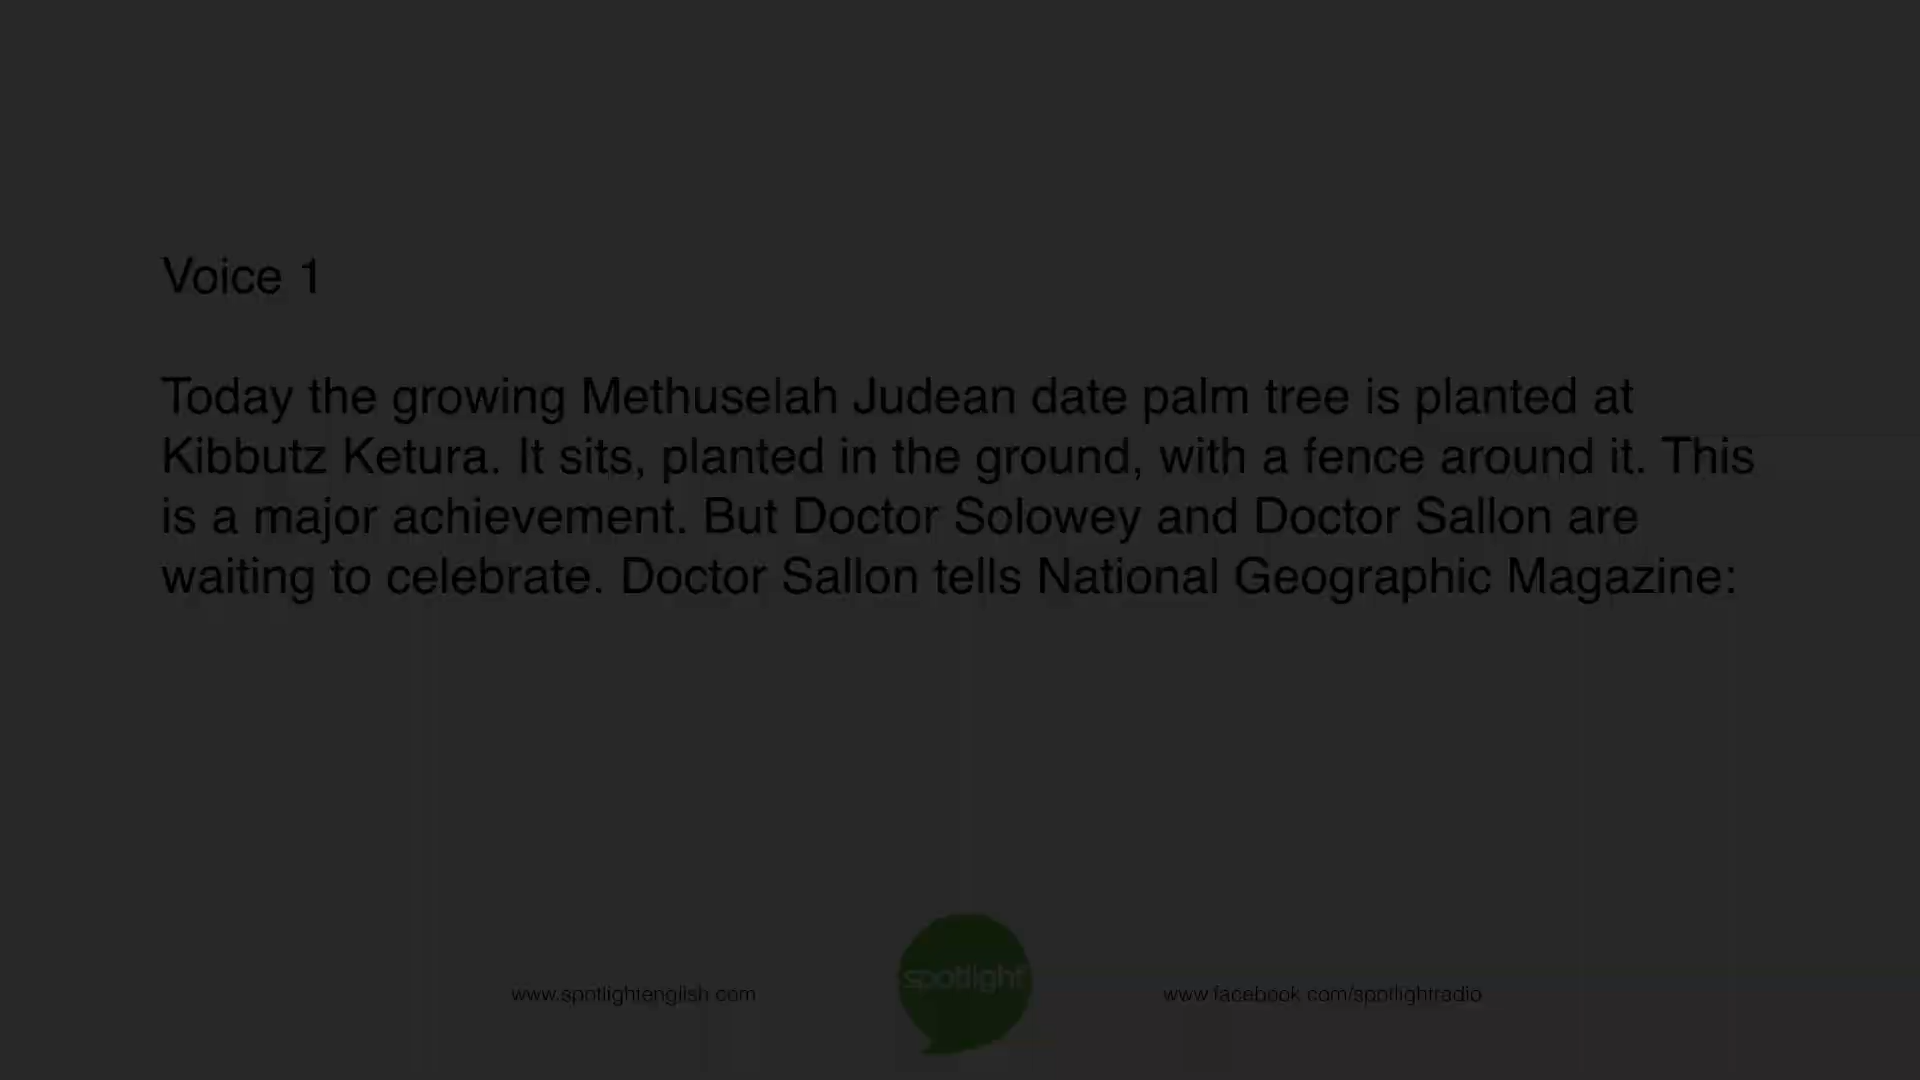 Voice 1
Today the growing Methuselah Judean date palm tree is planted at
Kibbutz Ketura. It sits, planted in the ground, with a fence around it. This
is a major achievement. But Doctor Solowey and Doctor Sallon are
waiting to celebrate. Doctor Sallon tells National Geographic Magazine:
www.spotlightenglish.com
spotlight
www.facebook.com/spotlightradio